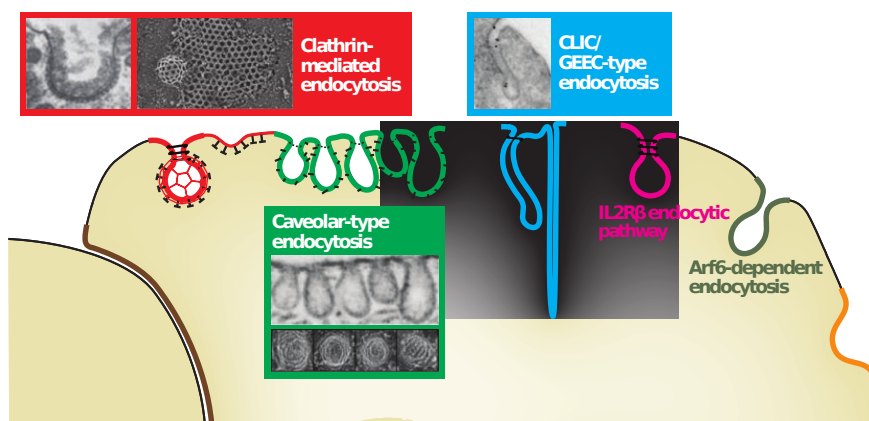 Clathrin-
mediated
endocytosis
CLIC/
GEEC-type
endocytosis
Caveolar-type
endocytosis
IL2Rβ endocytic
pathway
Arf6-dependent
endocytosis